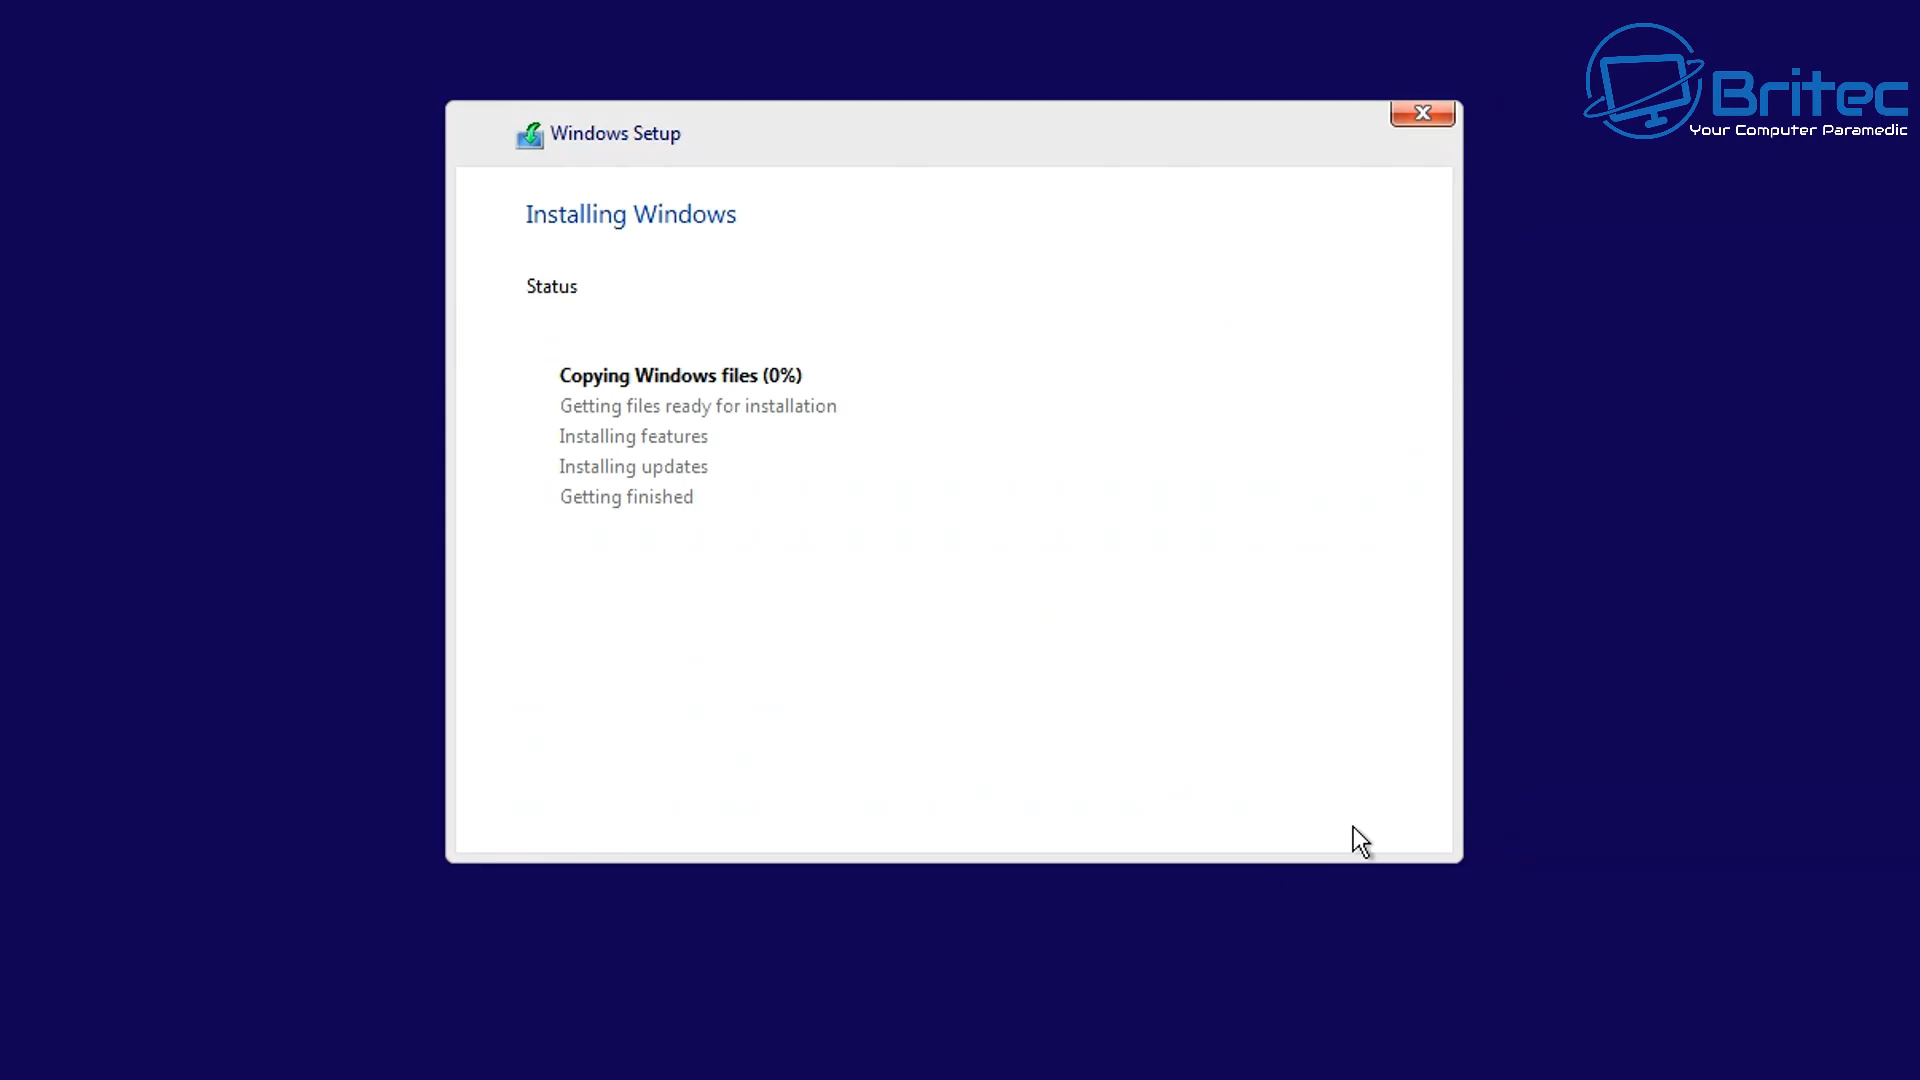 Britec
Your Computer Paramedic
Windows Setup
X
Installing Windows
Status
Copying Windows files (0%)
Getting files ready for installation
Installing features
Installing updates
Getting finished